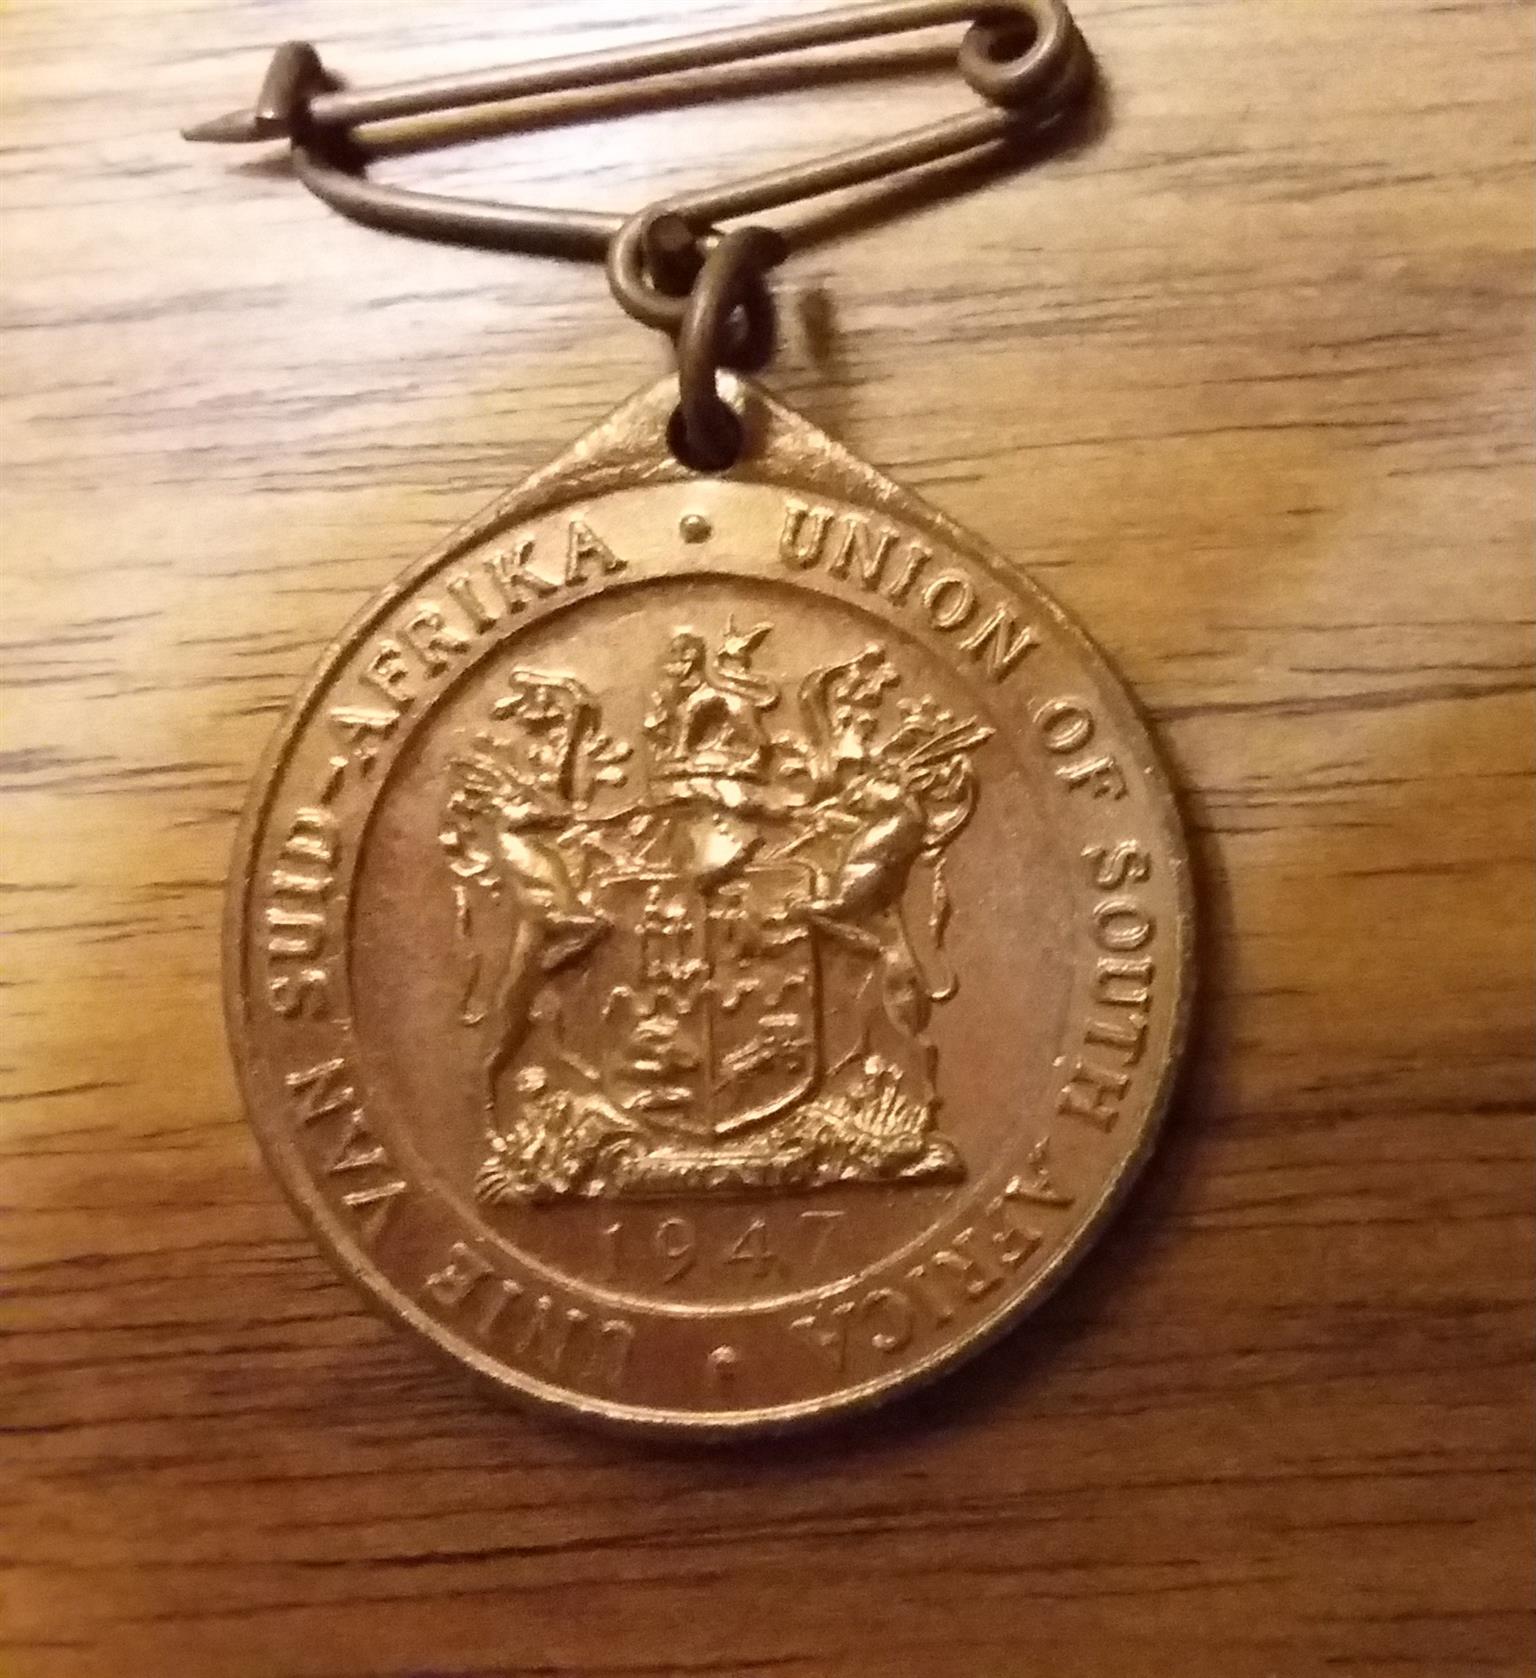 UNION OF SOUTH AFRICA
UNIE VAN SUID-AFRIKA
1947